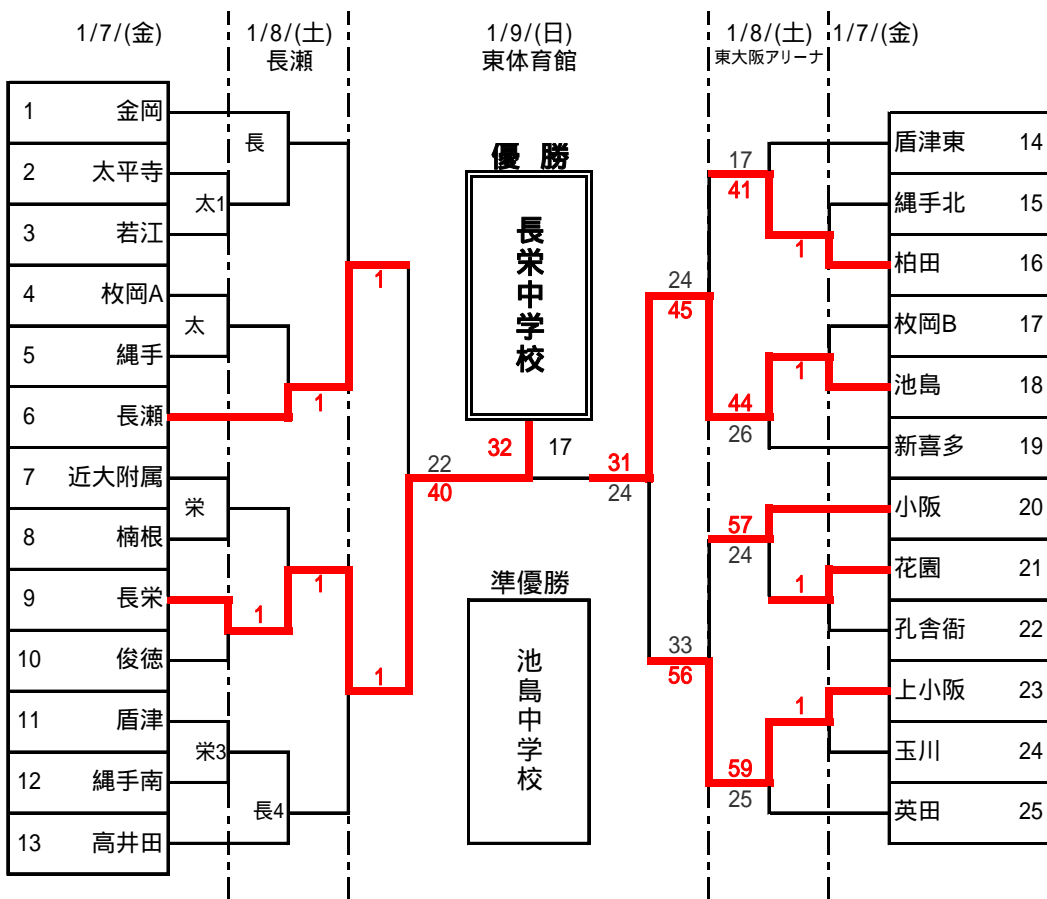 1/7/(金)
1/8/(土)
長瀬
1/9/(日)
東体育館
1/8/(土)
東大阪アリーナ
1/7/(金)
1 金岡
2 太平寺
3 若江
4 枚岡A
5 縄手
6 長瀬
7 近大附属
8 楠根
9 長栄
10 俊徳
11 盾津
12 縄手南
13 高井田
長
太1
太
1
栄
1
1
栄3
長4
1
1
優 勝
長栄中学校
32 17
22
40
31
24
準優勝
池島中学校
24
45
33
56
17
41
44
26
57
24
59
25
1
1
1
1
盾津東 14
縄手北 15
柏田 16
枚岡B 17
池島 18
新喜多 19
小阪 20
花園 21
孔舎衙 22
上小阪 23
玉川 24
英田 25